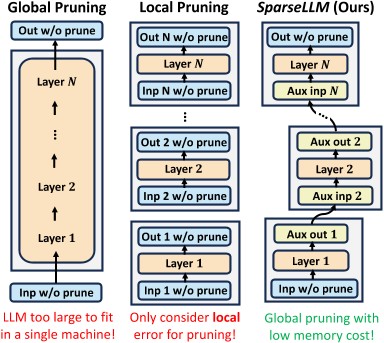 Global Pruning
Out w/o prune
Layer N
⋮
Layer 2
Layer 1
Inp w/o prune
LLM too large to fit
in a single machine!
Local Pruning
Out N w/o prune
Layer N
Inp N w/o prune
...
Out 2 w/o prune
Layer 2
Inp 2 w/o prune
Out 1 w/o prune
Layer 1
Inp 1 w/o prune
Only consider local
error for pruning!
SparseLLM (Ours)
Out w/o prune
Layer N
Aux inp N
...
Aux out 2
Layer 2
Aux inp 2
Aux out 1
Layer 1
Inp w/o prune
Global pruning with
low memory cost!